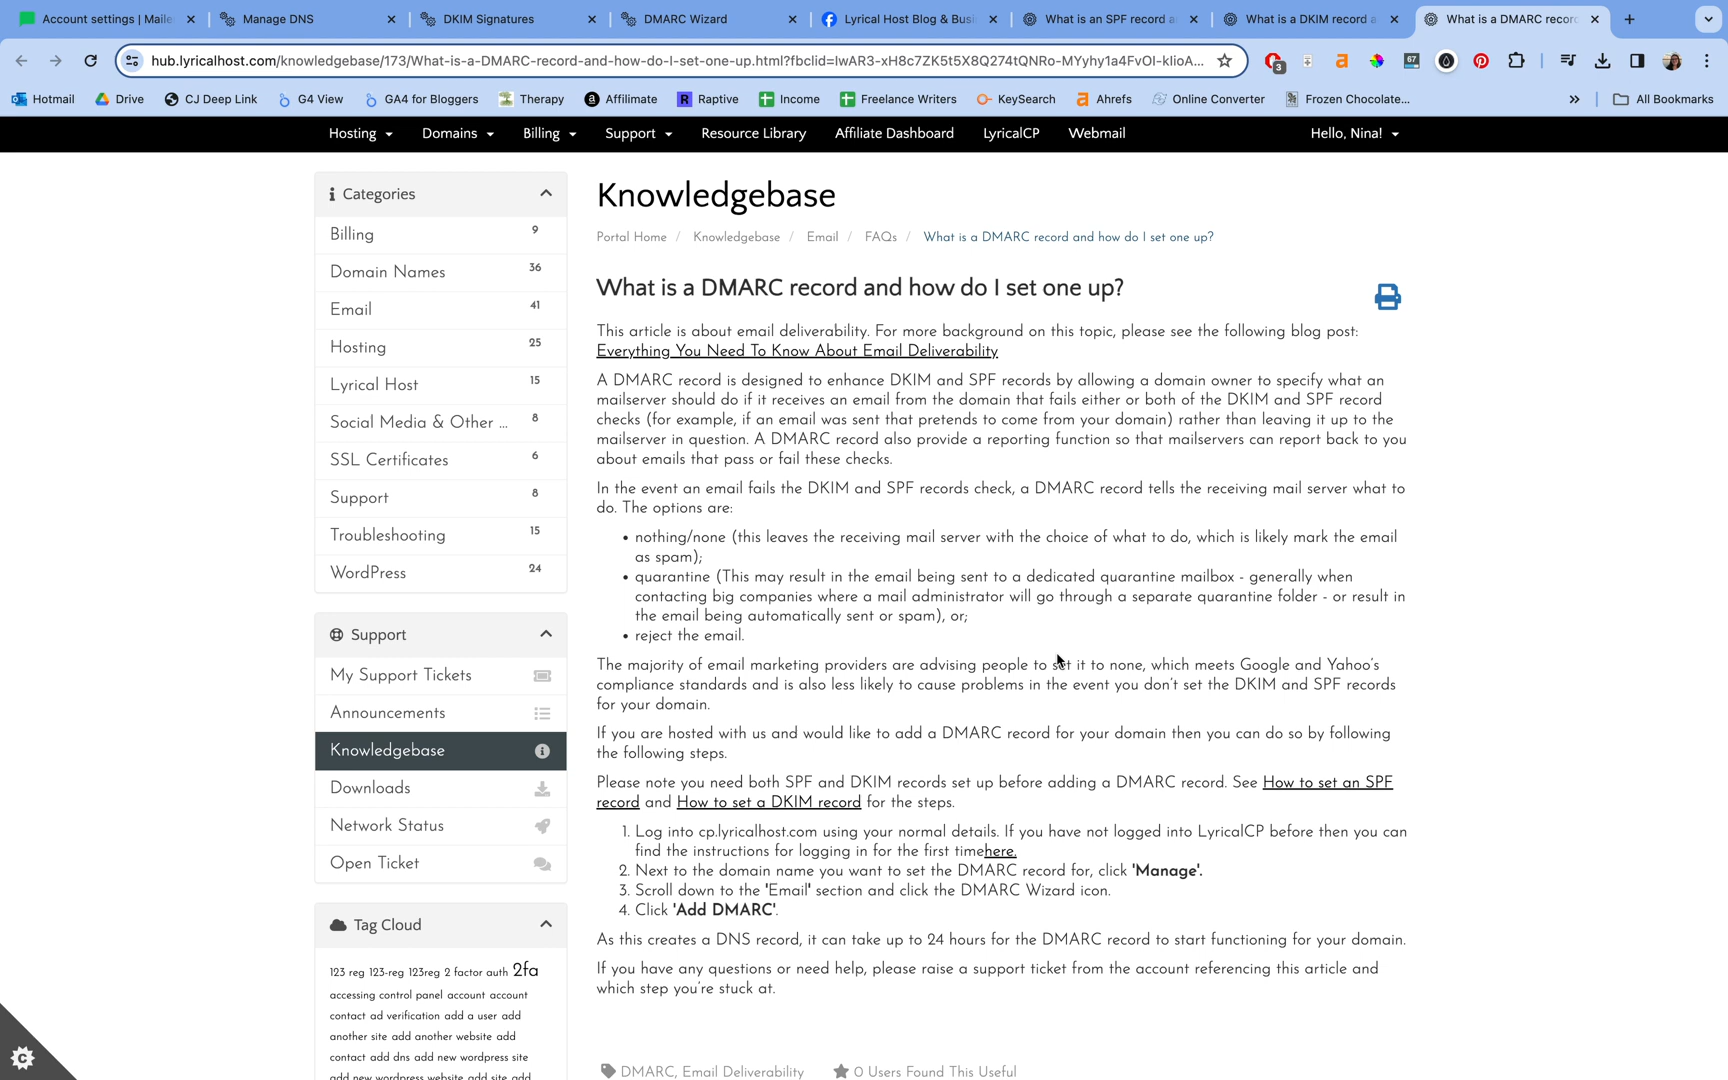 Account settings | Maile
Manage DNS
DKIM Signatures
DMARC Wizard
Lyrical Host Blog & Busi
What is an SPF record a
What is a DKIM record a
What is a DMARC recor
hub.lyricalhost.com/knowledgebase/173/What-is-a-DMARC-record-and-how-do-I-set-one-up.html?fbclid=IwAR3-xH8c7ZK5t5X8Q274tQNRo-MYyhy1a4FvOI-klioA...
3
67
Hotmail
Drive
CJ Deep Link
G4 View
GA4 for Bloggers
Therapy
Affilimate
Raptive
Income
Freelance Writers
KeySearch
Ahrefs
Online Converter
Frozen Chocolate...
All Bookmarks
Hosting
Domains
Billing
Support
Resource Library
Affiliate Dashboard
LyricalCP
Webmail
Hello, Nina!
Categories
Billing 9
Domain Names 36
Email 41
Hosting 25
Lyrical Host 15
Social Media & Other ... 8
SSL Certificates 6
Support 8
Troubleshooting 15
WordPress 24
Support
My Support Tickets
Announcements
Knowledgebase
Downloads
Network Status
Open Ticket
Tag Cloud
123 reg 123-reg 123reg 2 factor auth 2fa
accessing control panel account account
contact ad verification add a user add
another site add another website add
contact add dns add new wordpress site
add new wordpress website add site add
Knowledgebase
Portal Home / Knowledgebase / Email / FAQs / What is a DMARC record and how do I set one up?
What is a DMARC record and how do I set one up?
This article is about email deliverability. For more background on this topic, please see the following blog post:
Everything You Need To Know About Email Deliverability
A DMARC record is designed to enhance DKIM and SPF records by allowing a domain owner to specify what an
mailserver should do if it receives an email from the domain that fails either or both of the DKIM and SPF record
checks (for example, if an email was sent that pretends to come from your domain) rather than leaving it up to the
mailserver in question. A DMARC record also provide a reporting function so that mailservers can report back to you
about emails that pass or fail these checks.
In the event an email fails the DKIM and SPF records check, a DMARC record tells the receiving mail server what to
do. The options are:
• nothing/none (this leaves the receiving mail server with the choice of what to do, which is likely mark the email
as spam);
• quarantine (This may result in the email being sent to a dedicated quarantine mailbox - generally when
contacting big companies where a mail administrator will go through a separate quarantine folder - or result in
the email being automatically sent or spam), or;
• reject the email.
The majority of email marketing providers are advising people to set it to none, which meets Google and Yahoo's
compliance standards and is also less likely to cause problems in the event you don't set the DKIM and SPF records
for your domain.
If you are hosted with us and would like to add a DMARC record for your domain then you can do so by following
the following steps.
Please note you need both SPF and DKIM records set up before adding a DMARC record. See How to set an SPF
record and How to set a DKIM record for the steps.
1. Log into cp.lyricalhost.com using your normal details. If you have not logged into LyricalCP before then you can
find the instructions for logging in for the first timehere.
2. Next to the domain name you want to set the DMARC record for, click 'Manage'.
3. Scroll down to the 'Email' section and click the DMARC Wizard icon.
4. Click 'Add DMARC'.
As this creates a DNS record, it can take up to 24 hours for the DMARC record to start functioning for your domain.
If you have any questions or need help, please raise a support ticket from the account referencing this article and
which step you're stuck at.
DMARC, Email Deliverability
0 Users Found This Useful